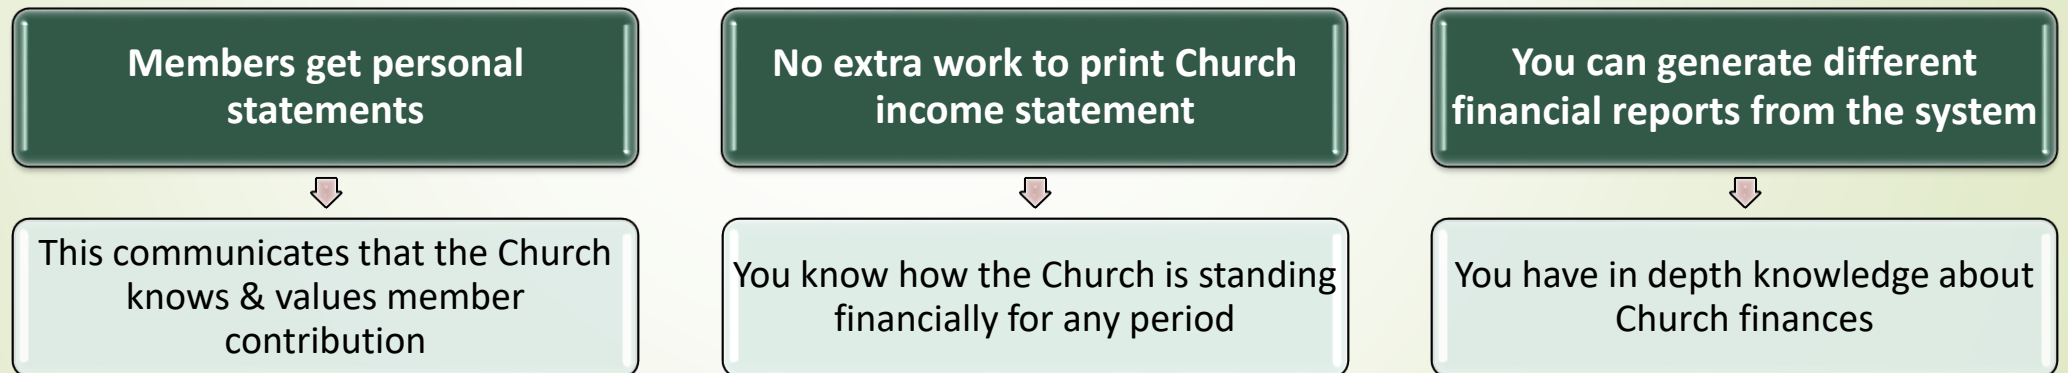 Members get personal
statements
This communicates that the Church
knows & values member
contribution
No extra work to print Church
income statement
You know how the Church is standing
financially for any period
You can generate different
financial reports from the system
You have in depth knowledge about
Church finances